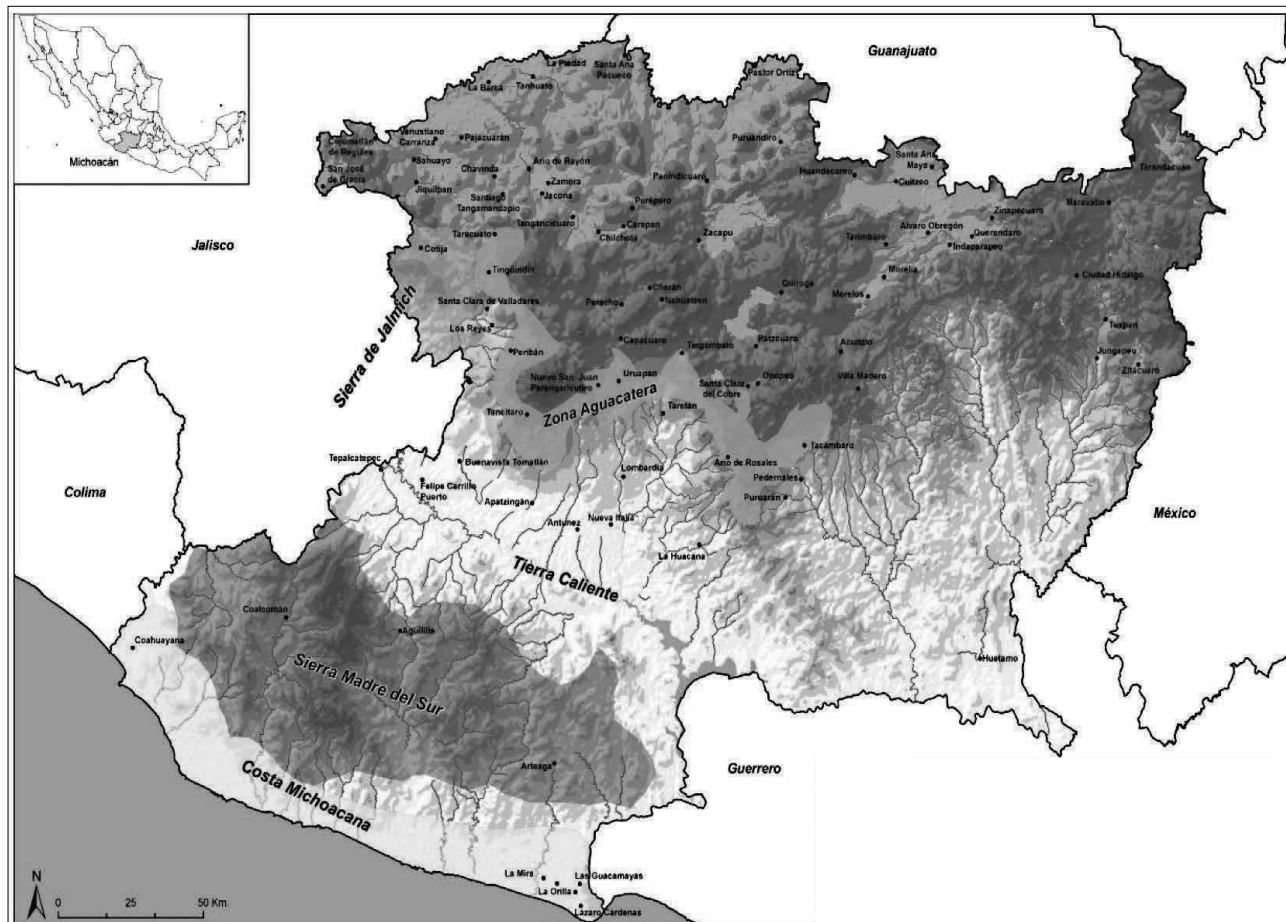 Michoacán
Guanajuato
Jalisco
Colima
México
Guerrero
Sierra de Jalmich
Zona Aguacatera
Tierra Caliente
Sierra Madre del Sur
Costa Michoacana
La Piedad
Santa Ana
Pacueco
La Barca
Tanhuato
Pastor Ortiz
Venustiano
Carranza
Pajacuarán
Cojumatlán
de Régules
Sahuayo
San José
de Gracia
Jiquilpan
Chavinda
Ario de Rayón
Zamora
Jacona
Santiago
Tangamandapio
Tangancícuaro
Purépero
Carapan
Chilchota
Panindícuaro
Puruándiro
Zacapu
Huandacareo
Santa Ana
Maya
Cuitzeo
Tarandacuao
Maravatío
Zinapécuaro
Alvaro Obregón
Queréndaro
Indaparapeo
Tarímbaro
Morelia
Morelos
Ciudad Hidalgo
Tuxpan
Jungapeo
Zitácuaro
Tarecuato
Cotija
Tingüindín
Santa Clara de Valladares
Los Reyes
Peribán
Cherán
Paracho
Nahuatzen
Quiroga
Capacuaro
Tingambato
Patzcuaro
Acuitzio
Villa Madero
Nuevo San Juan
Parangaricutiro
Uruapan
Santa Clara
del Cobre
Opopeo
Tancítaro
Taretán
Tacámbaro
Ario de Rosales
Pedernales
Puruarán
Tepalcatepec
Buenavista Tomatlán
Felipe Carrillo
Puerto
Lombardía
Apatzingán
Antúnez
Nueva Italia
La Huacana
Coalcomán
Aguililla
Coahuayana
Huetamo
Arteaga
La Mira
Las Guacamayas
La Orilla
Lázaro Cárdenas
N
0 25 50 Km.